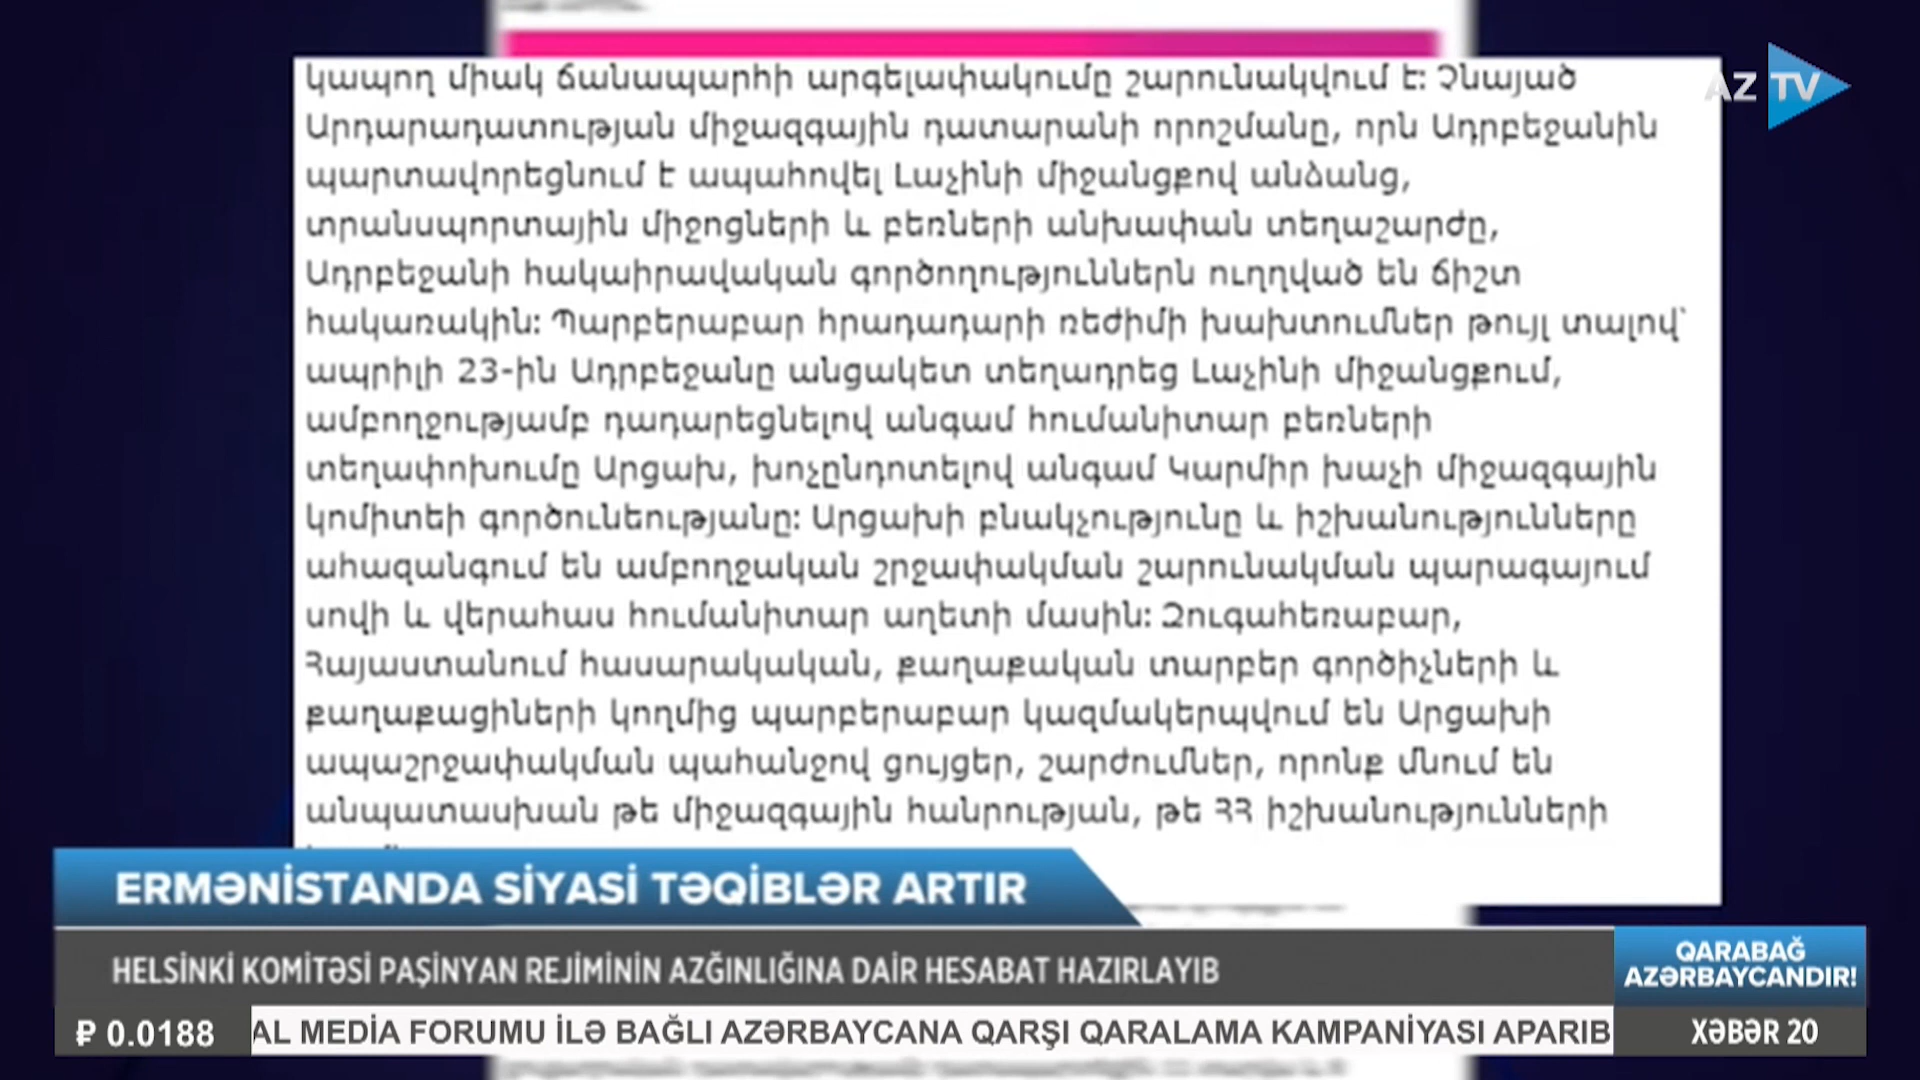 կապող միակ ճանապարհի արգելափակումը շարունակվում է: Չնայած
AZ TV
Արդարադատության միջազգային դատարանի որոշմանը, որն Ադրբեջանին
պարտավորեցնում է ապահովել Լաչինի միջանցքով անձանց,
տրանսպորտային միջոցների և բեռների անխափան տեղաշարժը,
Ադրբեջանի հակաիրավական գործողություններն ուղղված են ճիշտ
հակառակին: Պարբերաբար հրադադարի ռեժիմի խախտումներ թույլ տալով՝
ապրիլի 23-ին Ադրբեջանը անցակետ տեղադրեց Լաչինի միջանցքում,
ամբողջությամբ դադարեցնելով անգամ հումանիտար բեռների
տեղափոխումը Արցախ, խոչընդոտելով անգամ Կարմիր խաչի միջազգային
կոմիտեի գործունեությանը: Արցախի բնակչությունը և իշխանությունները
ահազանգում են ամբողջական շրջափակման շարունակման պարագայում
սովի և վերահաս հումանիտար աղետի մասին: Զուգահեռաբար,
Հայաստանում հասարակական, քաղաքական տարբեր գործիչների և
քաղաքացիների կողմից պարբերաբար կազմակերպվում են Արցախի
ապաշրջափակման պահանջով ցույցեր, շարժումներ, որոնք մնում են
անպատասխան թե միջազգային հանրության, թե ՀՀ իշխանությունների
ERMƏNİSTANDA SİYASİ TƏQİBLƏR ARTIR
HELSİNKİ KOMİTƏSİ PAŞİNYAN REJİMİNİN AZĞINLIĞINA DAİR HESABAT HAZIRLAYIB
QARABAĞ
AZƏRBAYCANDIR!
₽ 0.0188
AL MEDİA FORUMU İLƏ BAĞLI AZƏRBAYCANA QARŞI QARALAMA KAMPANİYASI APARIB
XƏBƏR 20